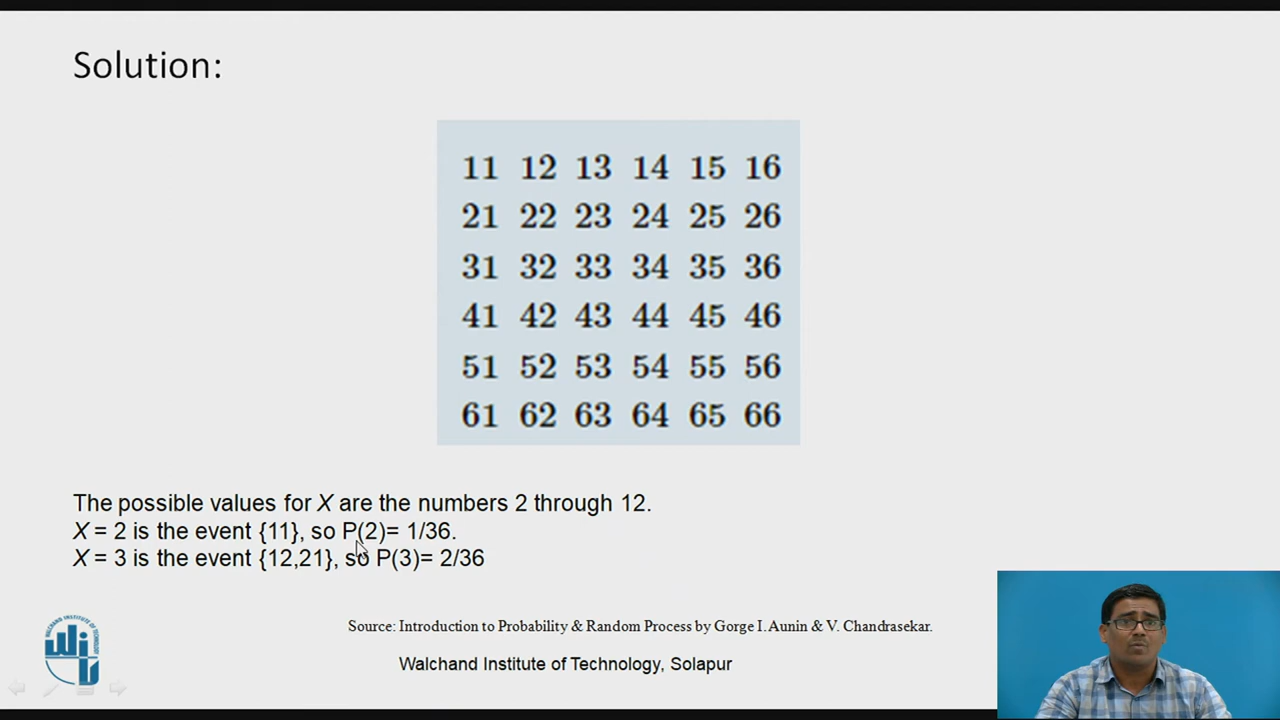 Solution:
11 12 13 14 15 16
21 22 23 24 25 26
31 32 33 34 35 36
41 42 43 44 45 46
51 52 53 54 55 56
61 62 63 64 65 66
The possible values for X are the numbers 2 through 12.
X = 2 is the event {11}, so P(2)= 1/36.
X = 3 is the event {12,21}, so P(3)= 2/36
Source: Introduction to Probability & Random Process by Gorge I. Aunin & V. Chandrasekar.
WALCHAND INSTITUTE OF TECHNOLOGY
Walchand Institute of Technology, Solapur